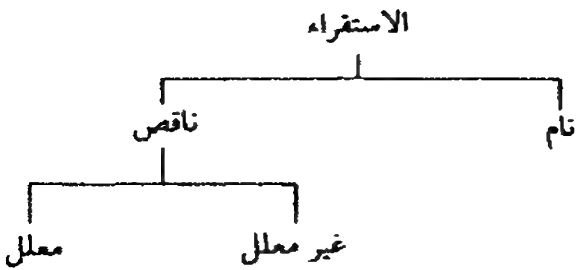 الاستقراء
تام
ناقص
غير معلل
معلل